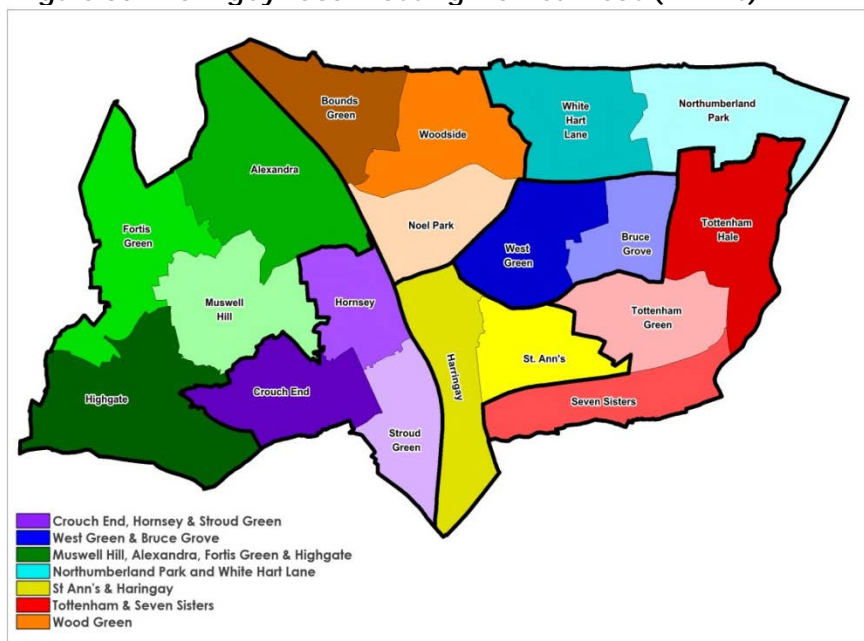 Bounds
Green
Woodside
White
Hart
Lane
Northumberland
Park
Alexandra
Noel Park
Fortis
Green
West
Green
Bruce
Grove
Tottenham
Hale
Muswell
Hill
Hornsey
Tottenham
Green
Harringay
St. Ann's
Highgate
Crouch End
Seven Sisters
Stroud
Green
Crouch End, Hornsey & Stroud Green
West Green & Bruce Grove
Muswell Hill, Alexandra, Fortis Green & Highgate
Northumberland Park and White Hart Lane
St Ann's & Haringay
Tottenham & Seven Sisters
Wood Green